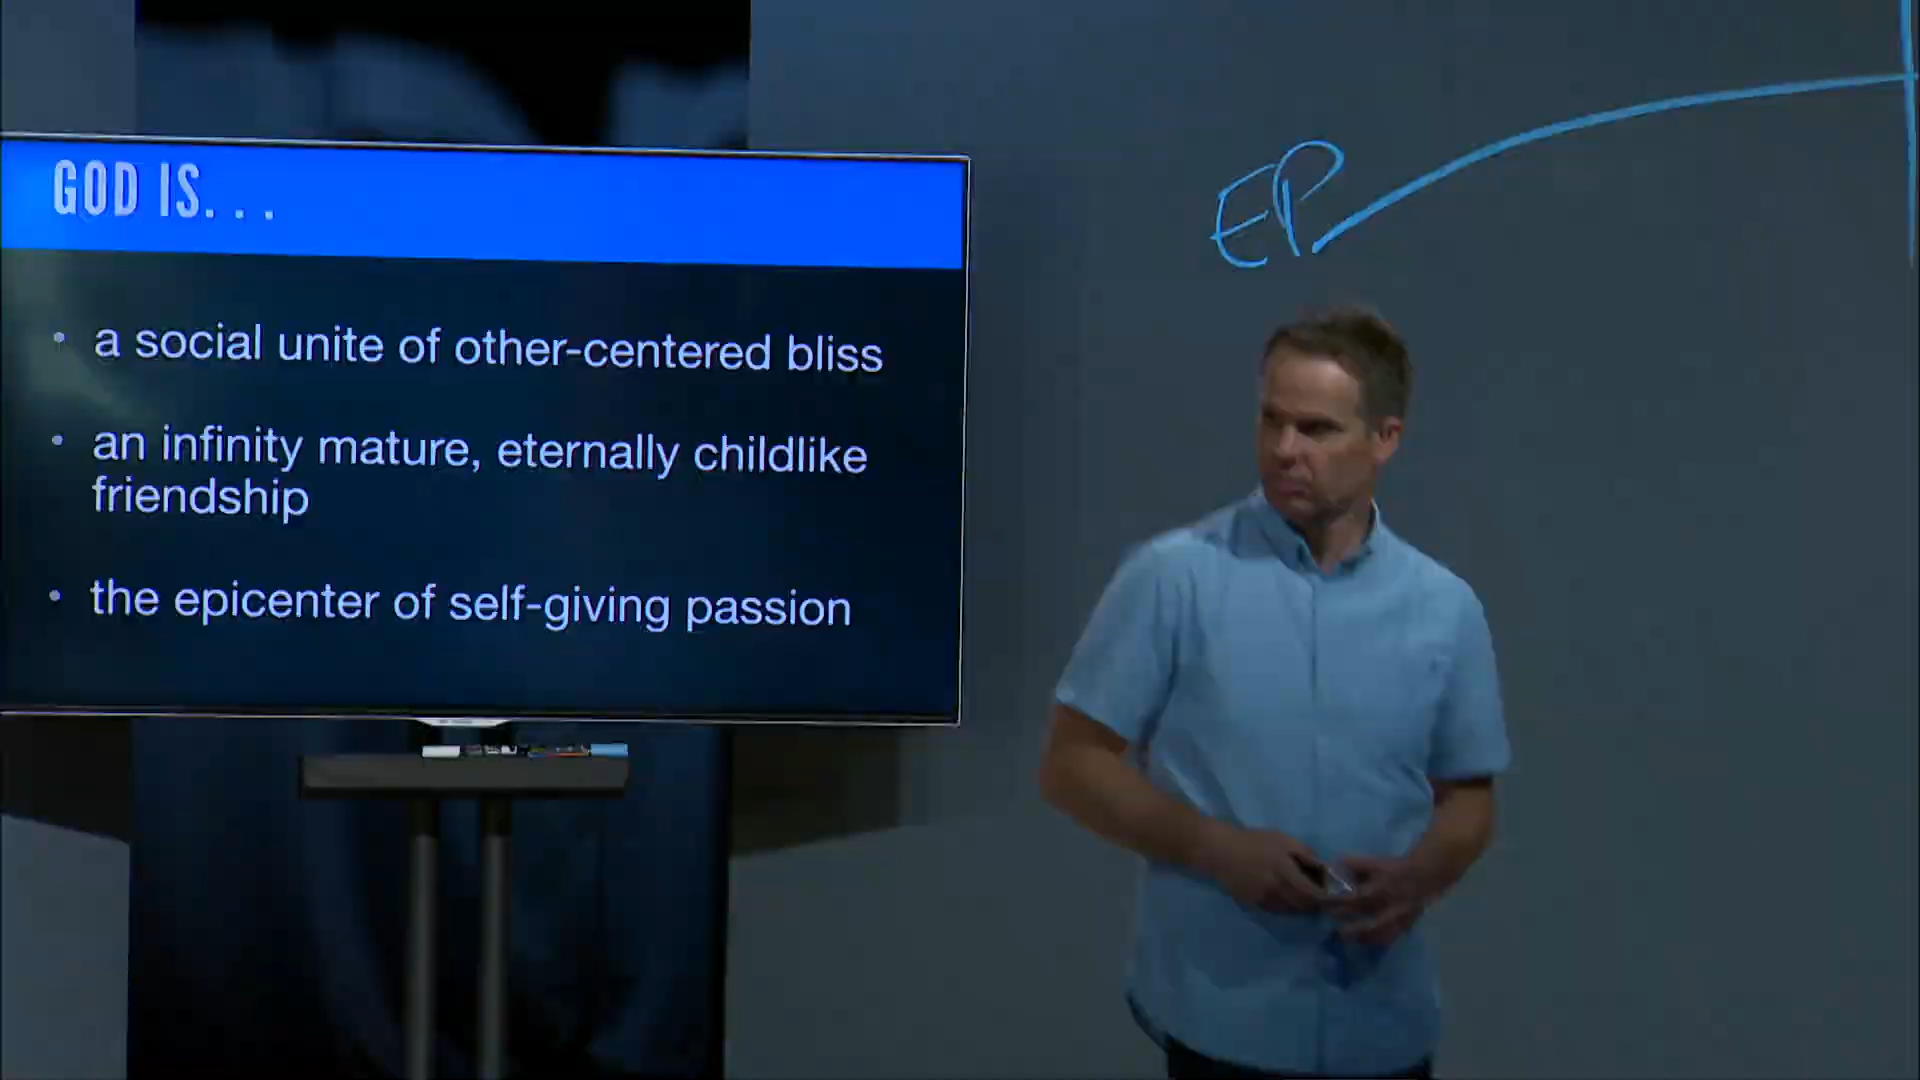 GOD IS. . .
• a social unite of other-centered bliss
• an infinity mature, eternally childlike
friendship
• the epicenter of self-giving passion
EP